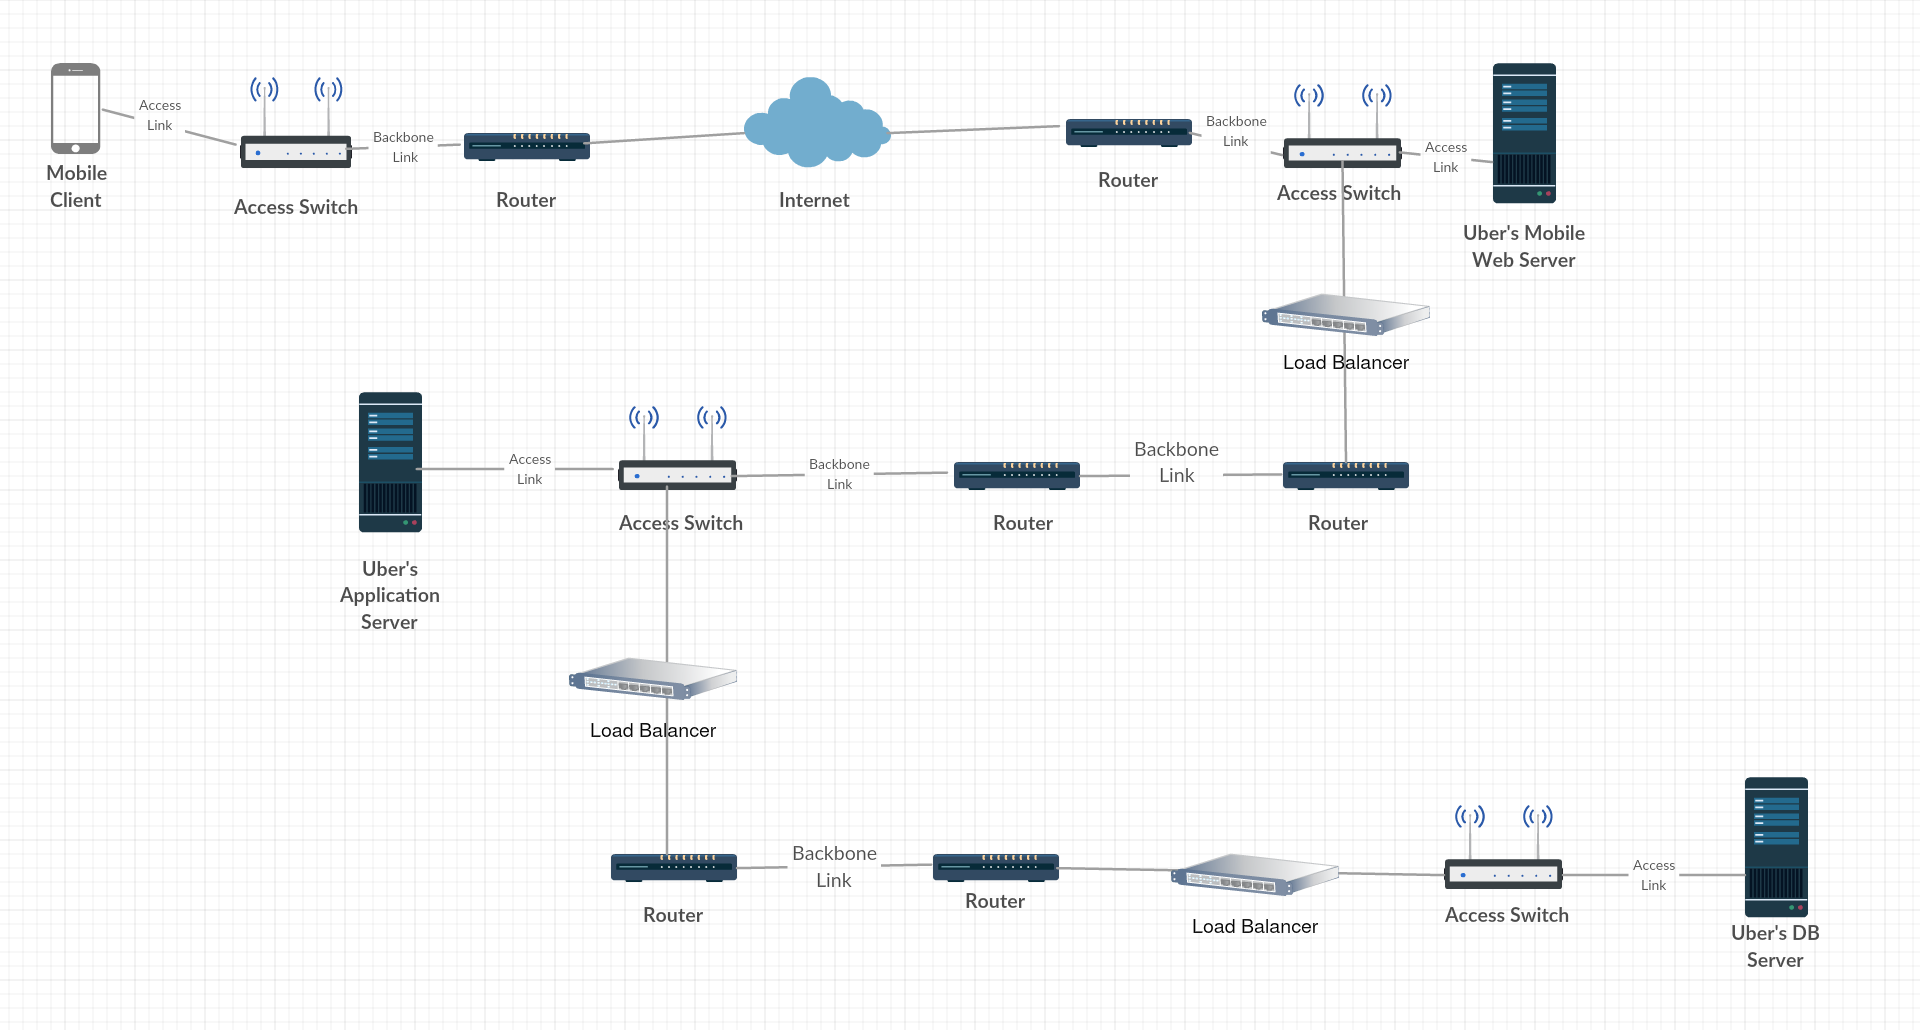 Mobile
Client
Access
Link
Access Switch
Backbone
Link
Router
Internet
Router
Backbone
Link
Access Switch
Access
Link
Uber's Mobile
Web Server
Load Balancer
Uber's
Application
Server
Access
Link
Access Switch
Backbone
Link
Router
Backbone
Link
Router
Load Balancer
Router
Backbone
Link
Router
Load Balancer
Access Switch
Access
Link
Uber's DB
Server